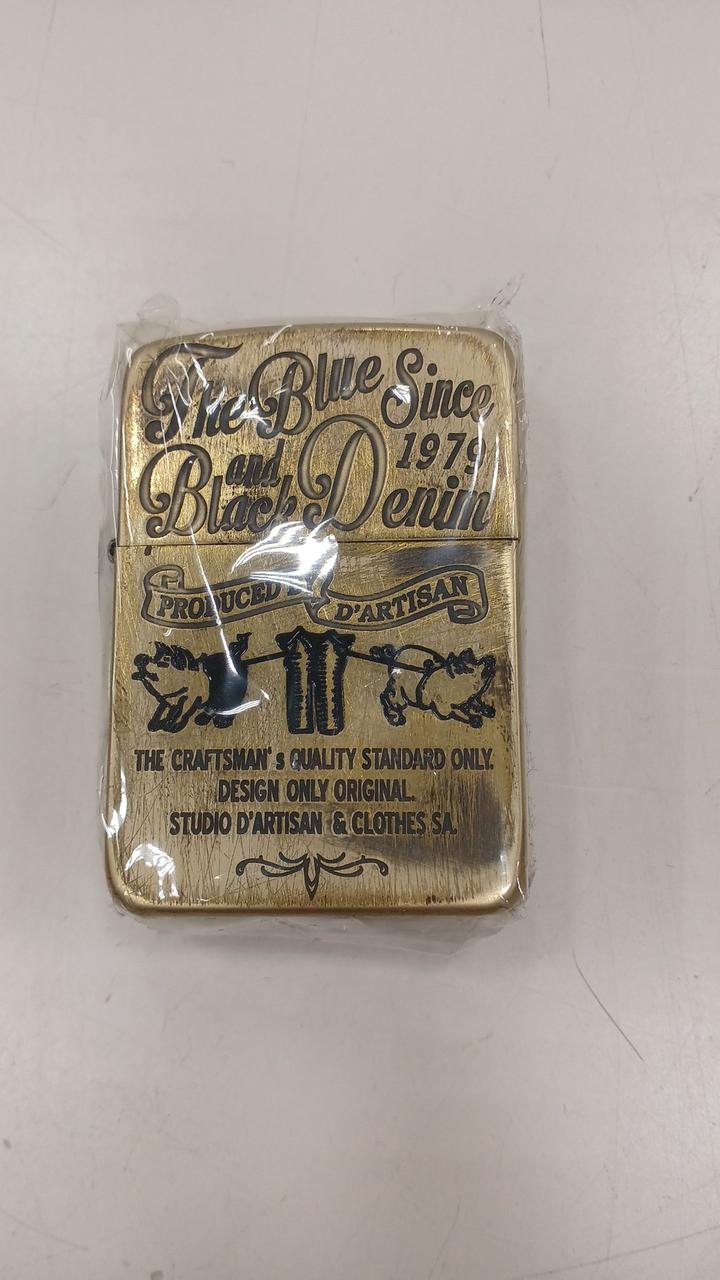 The Blue Since
and 1979
Black Denim
PRODUCED D'ARTISAN
THE CRAFTSMAN's QUALITY STANDARD ONLY.
DESIGN ONLY ORIGINAL.
STUDIO D'ARTISAN & CLOTHES SA.